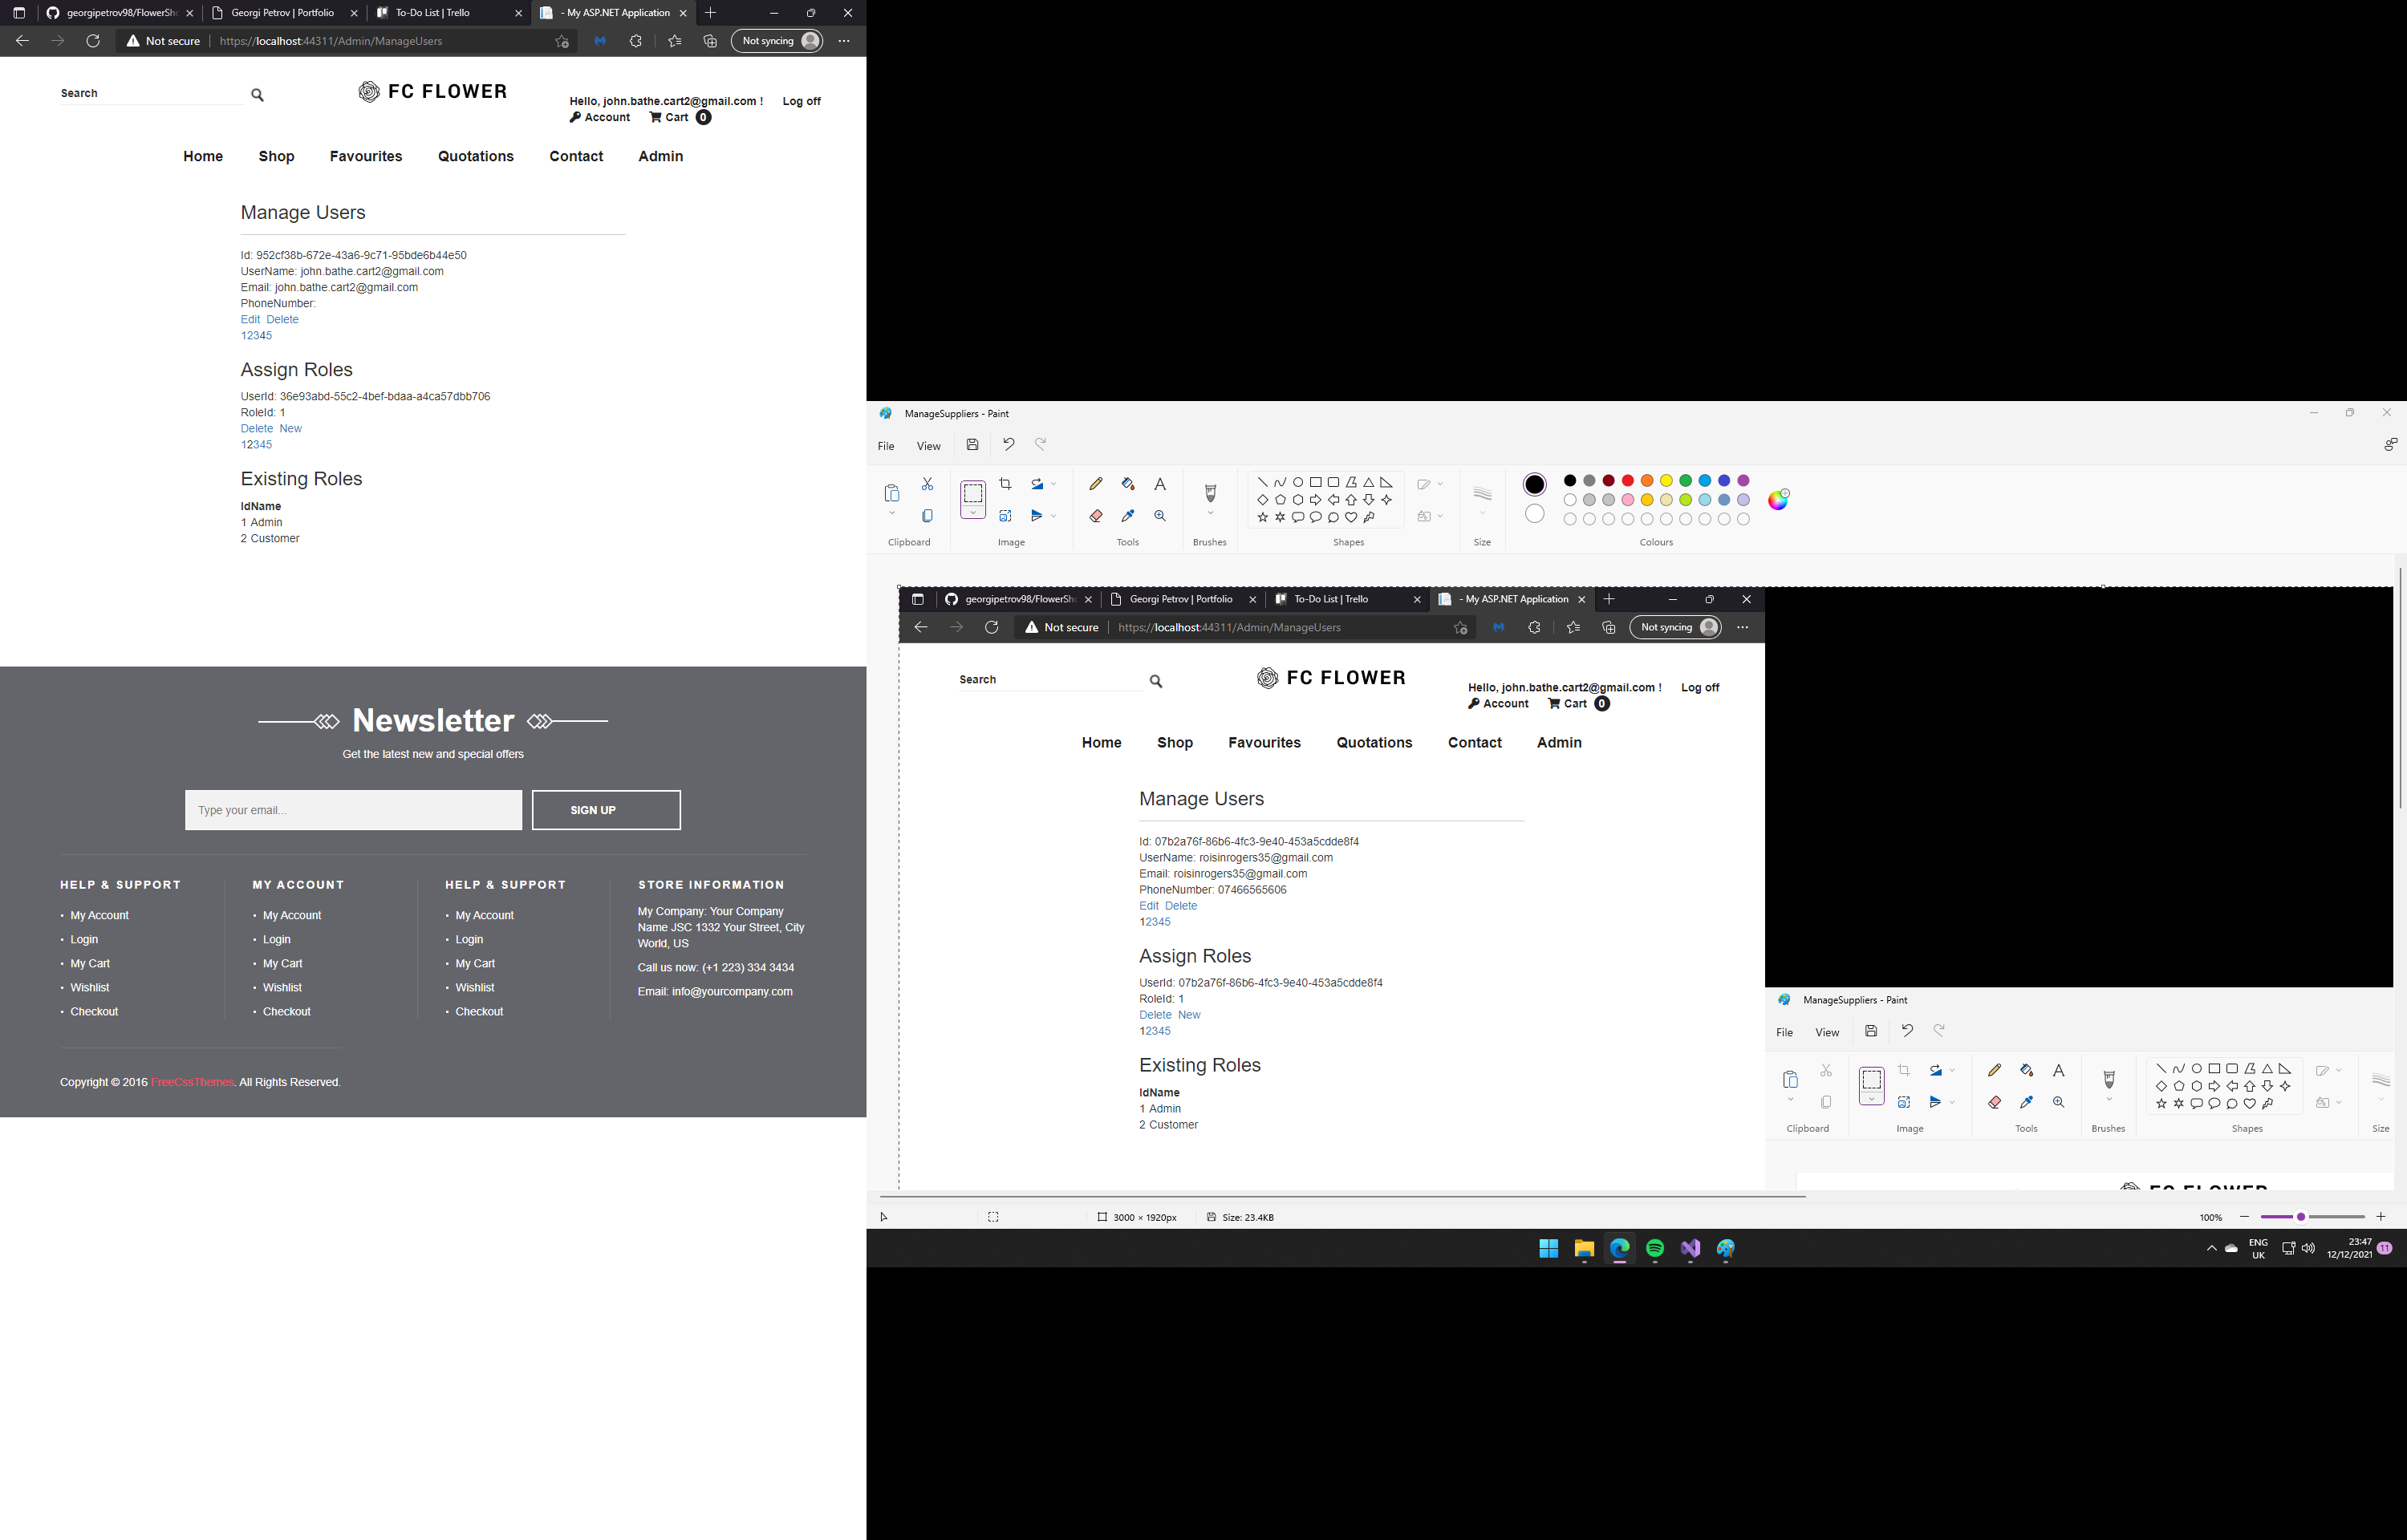 georgipetrov98/FlowerSh
Georgi Petrov | Portfolio
To-Do List | Trello
- My ASP.NET Application
Not secure
https://localhost:44311/Admin/ManageUsers
Not syncing
Search
FC FLOWER
Hello, john.bathe.cart2@gmail.com !
Log off
Account
Cart 0
Home
Shop
Favourites
Quotations
Contact
Admin
Manage Users
Id: 952cf38b-672e-43a6-9c71-95bde6b44e50
UserName: john.bathe.cart2@gmail.com
Email: john.bathe.cart2@gmail.com
PhoneNumber:
Edit Delete
12345
Assign Roles
UserId: 36e93abd-55c2-4bef-bdaa-a4ca57dbb706
RoleId: 1
Delete New
12345
Existing Roles
IdName
1 Admin
2 Customer
Newsletter
Get the latest new and special offers
Type your email...
SIGN UP
HELP & SUPPORT
My Account
Login
My Cart
Wishlist
Checkout
MY ACCOUNT
My Account
Login
My Cart
Wishlist
Checkout
HELP & SUPPORT
My Account
Login
My Cart
Wishlist
Checkout
STORE INFORMATION
My Company: Your Company
Name JSC 1332 Your Street, City
World, US
Call us now: (+1 223) 334 3434
Email: info@yourcompany.com
Copyright © 2016 FreeCssThemes. All Rights Reserved.
ManageSuppliers - Paint
File
View
Clipboard
Image
Tools
Brushes
Shapes
Size
Colours
georgipetrov98/FlowerSh
Georgi Petrov | Portfolio
To-Do List | Trello
- My ASP.NET Application
Not secure
https://localhost:44311/Admin/ManageUsers
Not syncing
Search
FC FLOWER
Hello, john.bathe.cart2@gmail.com !
Log off
Account
Cart 0
Home
Shop
Favourites
Quotations
Contact
Admin
Manage Users
Id: 07b2a76f-86b6-4fc3-9e40-453a5cdde8f4
UserName: roisinrogers35@gmail.com
Email: roisinrogers35@gmail.com
PhoneNumber: 07466565606
Edit Delete
12345
Assign Roles
UserId: 07b2a76f-86b6-4fc3-9e40-453a5cdde8f4
RoleId: 1
Delete New
12345
Existing Roles
IdName
1 Admin
2 Customer
ManageSuppliers - Paint
File
View
Clipboard
Image
Tools
Brushes
Shapes
Size
FC FLOWER
3000 × 1920px
Size: 23.4KB
100%
ENG
UK
23:47
12/12/2021
11